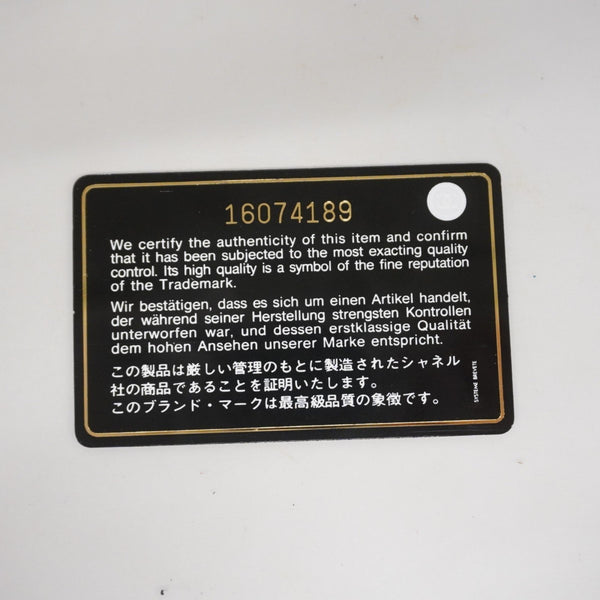 16074189
We certify the authenticity of this item and confirm
that it has been subjected to the most exacting quality
control. Its high quality is a symbol of the fine reputation
of the Trademark.
Wir bestätigen, dass es sich um einen Artikel handelt,
der während seiner Herstellung strengsten Kontrollen
unterworfen war, und dessen erstklassige Qualität
dem hohen Ansehen unserer Marke entspricht.
この製品は厳しい管理のもとに製造されたシャネル
社の商品であることを証明いたします。
このブランド・マークは最高級品質の象徴です。
SYSTEME BREVETE